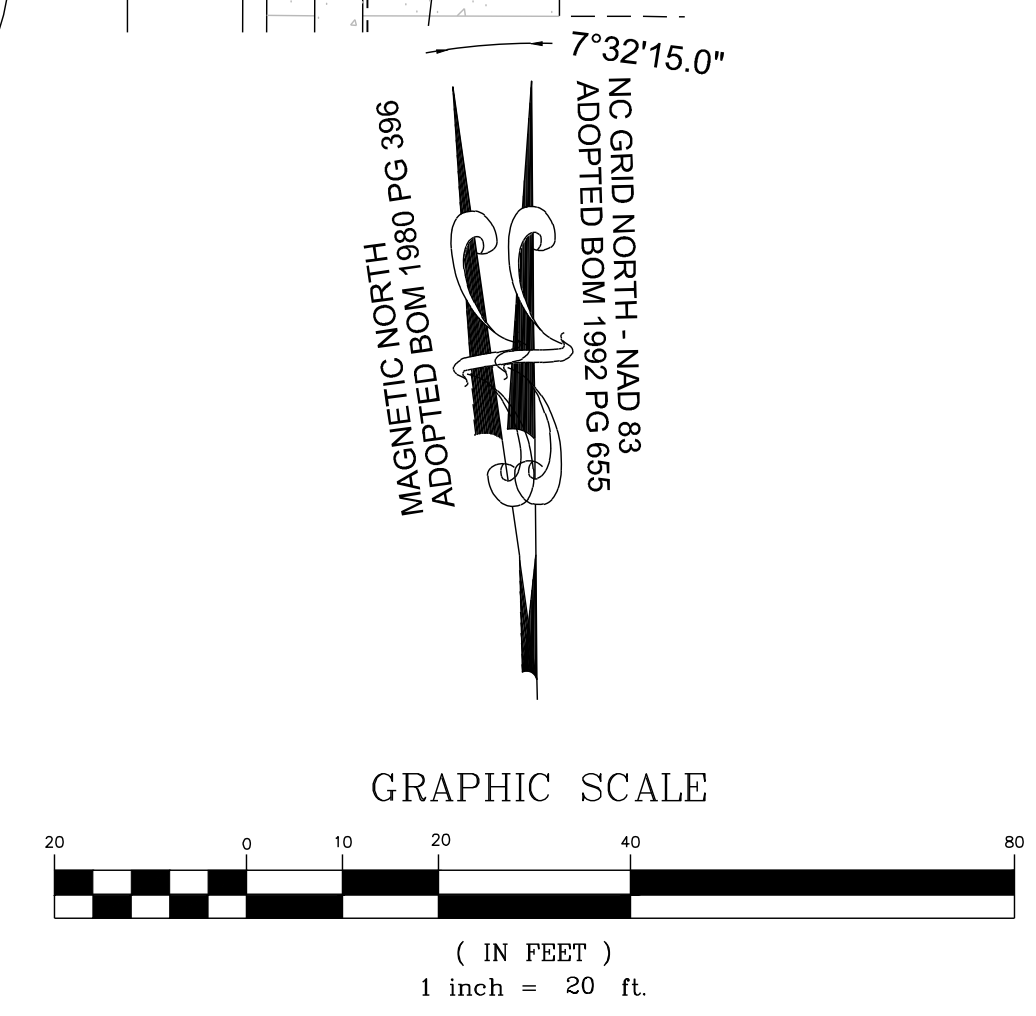 7°32'15.0"
MAGNETIC NORTH
ADOPTED BOM 1980 PG 396
NC GRID NORTH - NAD 83
ADOPTED BOM 1992 PG 655
GRAPHIC SCALE
20 0 10 20 40 80
( IN FEET )
1 inch = 20 ft.